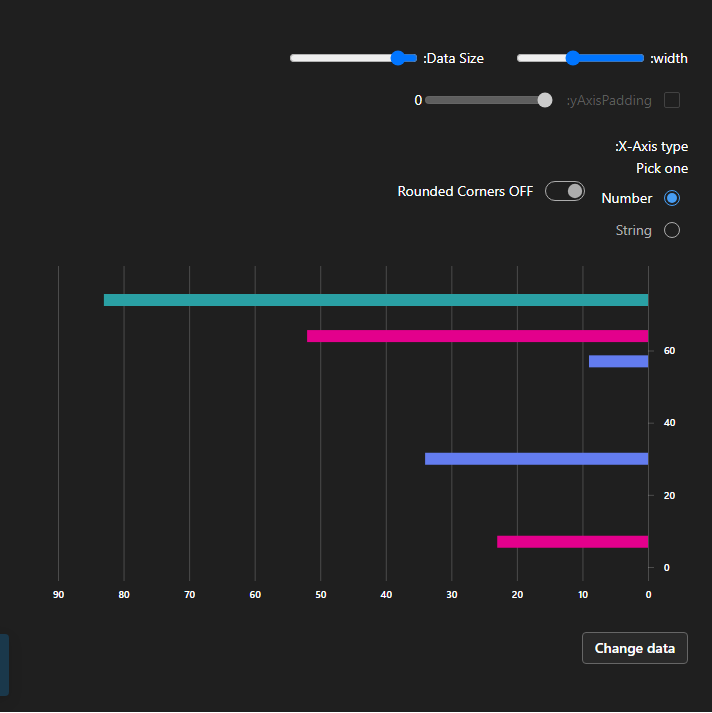 :width
:Data Size
:yAxisPadding
0
:X-Axis type
Pick one
Number
Rounded Corners OFF
String
60
40
20
0
90 80 70 60 50 40 30 20 10 0
Change data